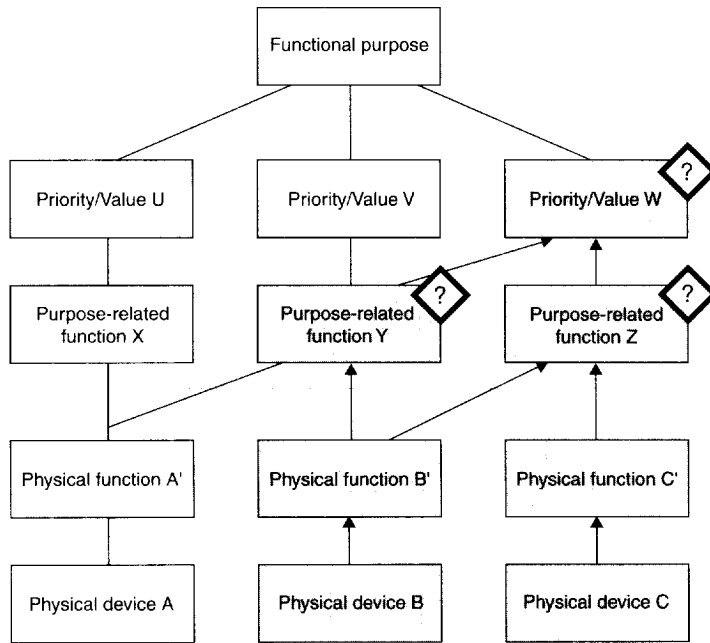 Functional purpose
Priority/Value U
Priority/Value V
Priority/Value W
?
Purpose-related
function X
Purpose-related
function Y
?
Purpose-related
function Z
?
Physical function A'
Physical function B'
Physical function C'
Physical device A
Physical device B
Physical device C